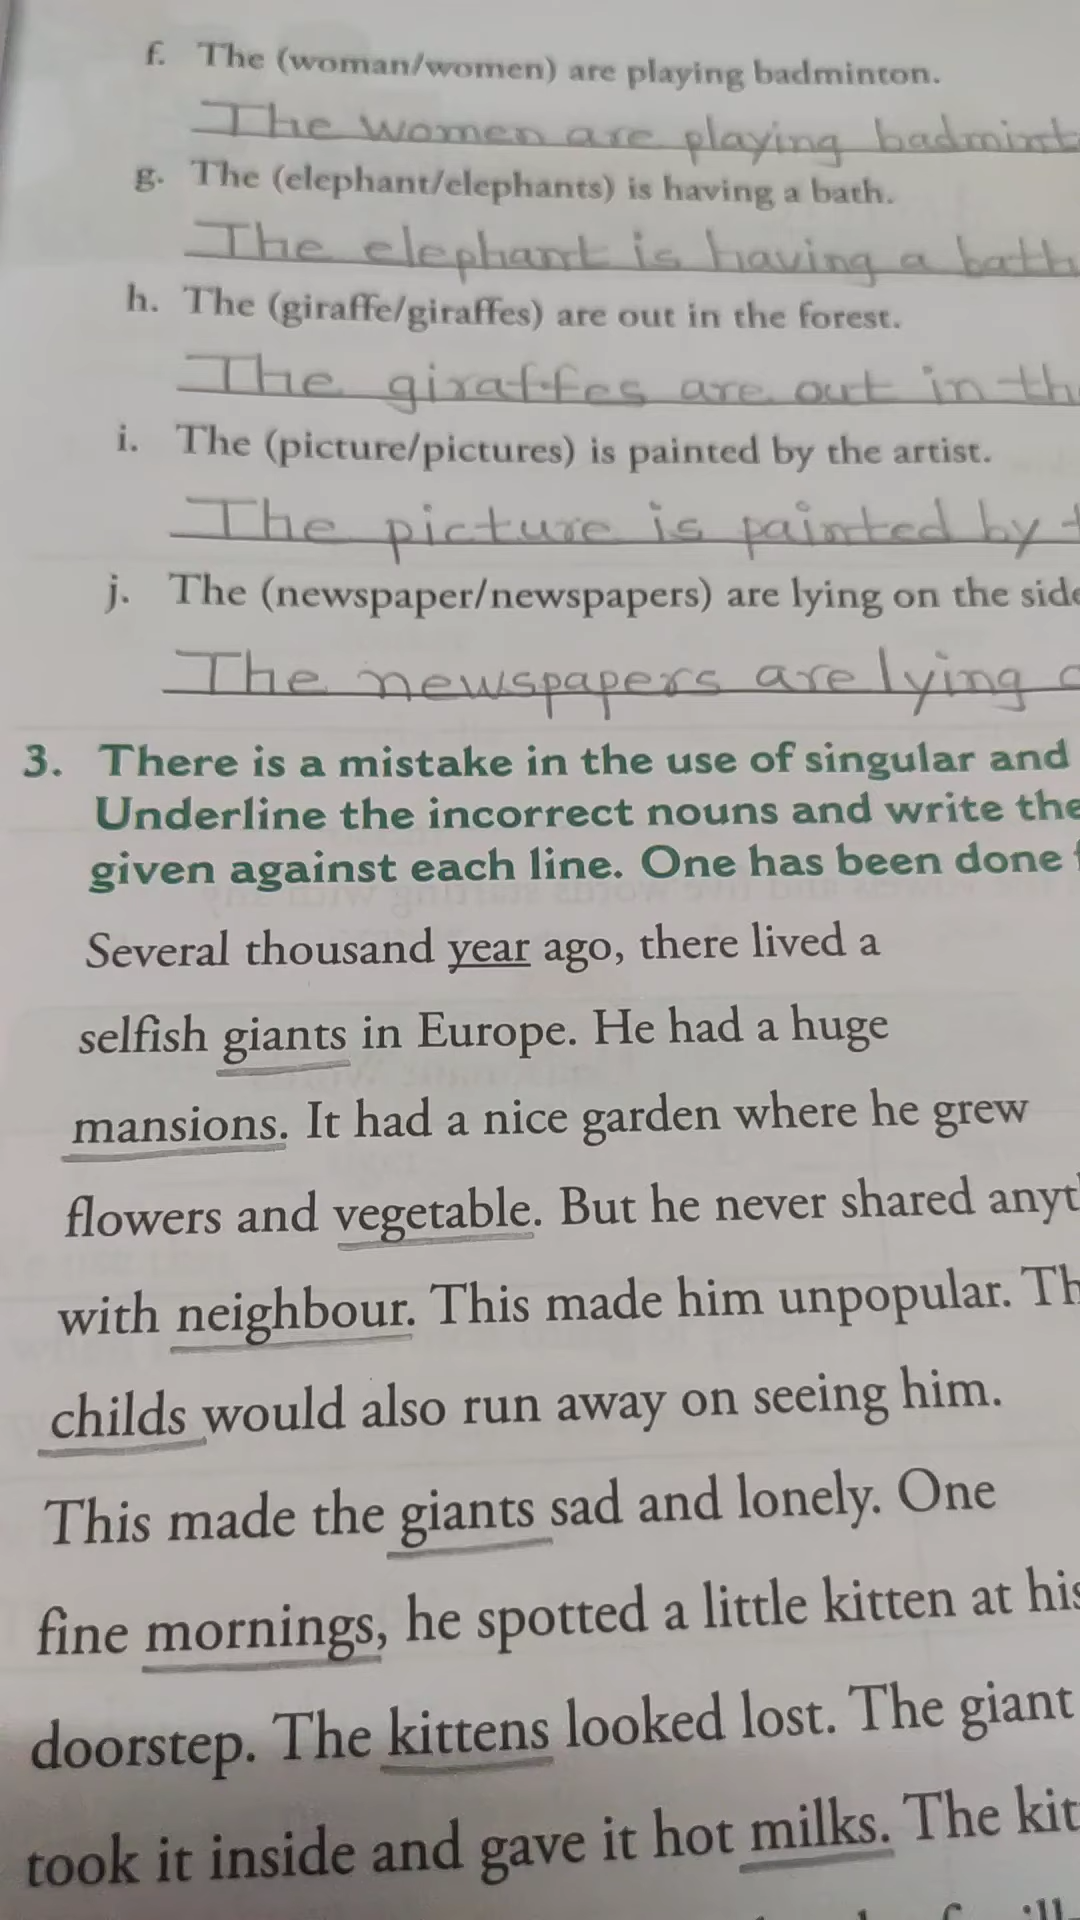 f. The (woman/women) are playing badminton.
The women are playing
g. The (elephant/elephants) is having a bath.
The elephant is having a bath
h. The (giraffe/giraffes) are out in the forest.
The giraffes are out in
i. The (picture/pictures) is painted by the artist.
The picture is painted by
j. The (newspaper/newspapers) are lying on the
The newspapers are lying
3. There is a mistake in the use of singular and
Underline the incorrect nouns and write the
given against each line. One has been done
Several thousand year ago, there lived a
selfish giants in Europe. He had a huge
mansions. It had a nice garden where he grew
flowers and vegetable. But he never shared
with neighbour. This made him unpopular.
childs would also run away on seeing him.
This made the giants sad and lonely. One
fine mornings, he spotted a little kitten at his
doorstep. The kittens looked lost. The giant
took it inside and gave it hot milks. The